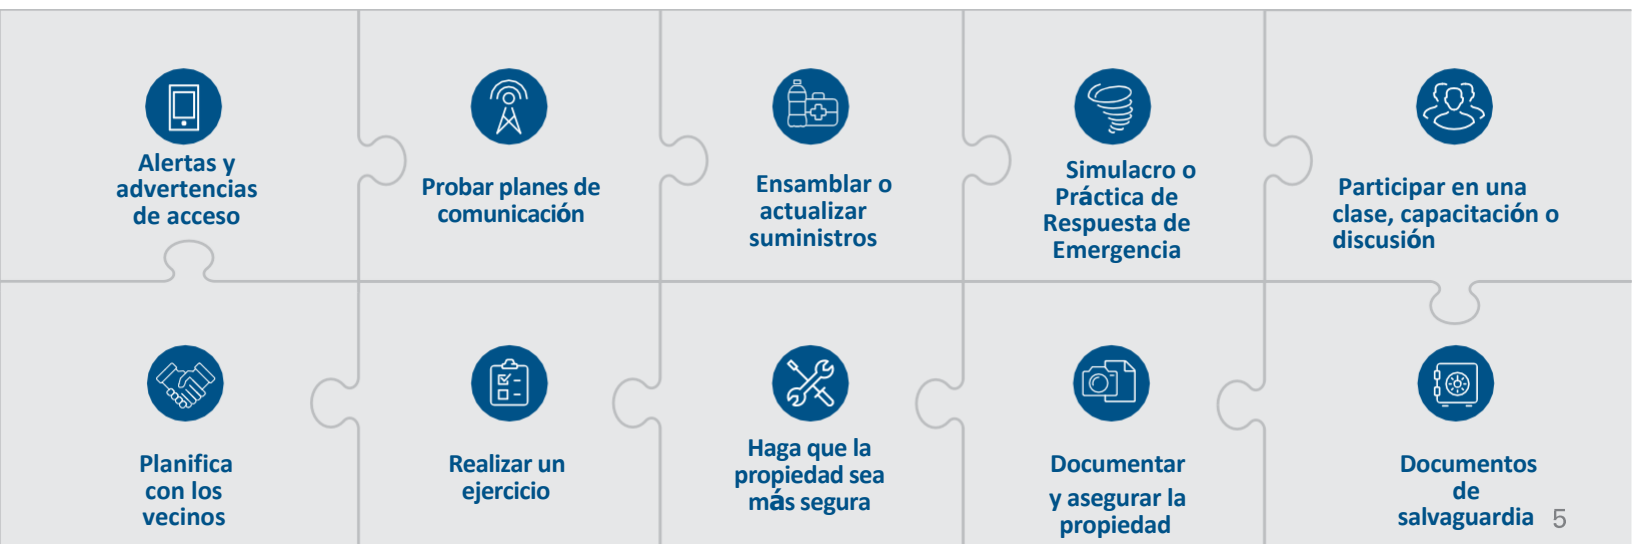 Alertas y
advertencias
de acceso
Probar planes de
comunicación
Ensamblar o
actualizar
suministros
Simulacro o
Práctica de
Respuesta de
Emergencia
Participar en una
clase, capacitación o
discusión
Planifica
con los
vecinos
Realizar un
ejercicio
Haga que la
propiedad sea
más segura
Documentar
y asegurar la
propiedad
Documentos
de
salvaguardia
5